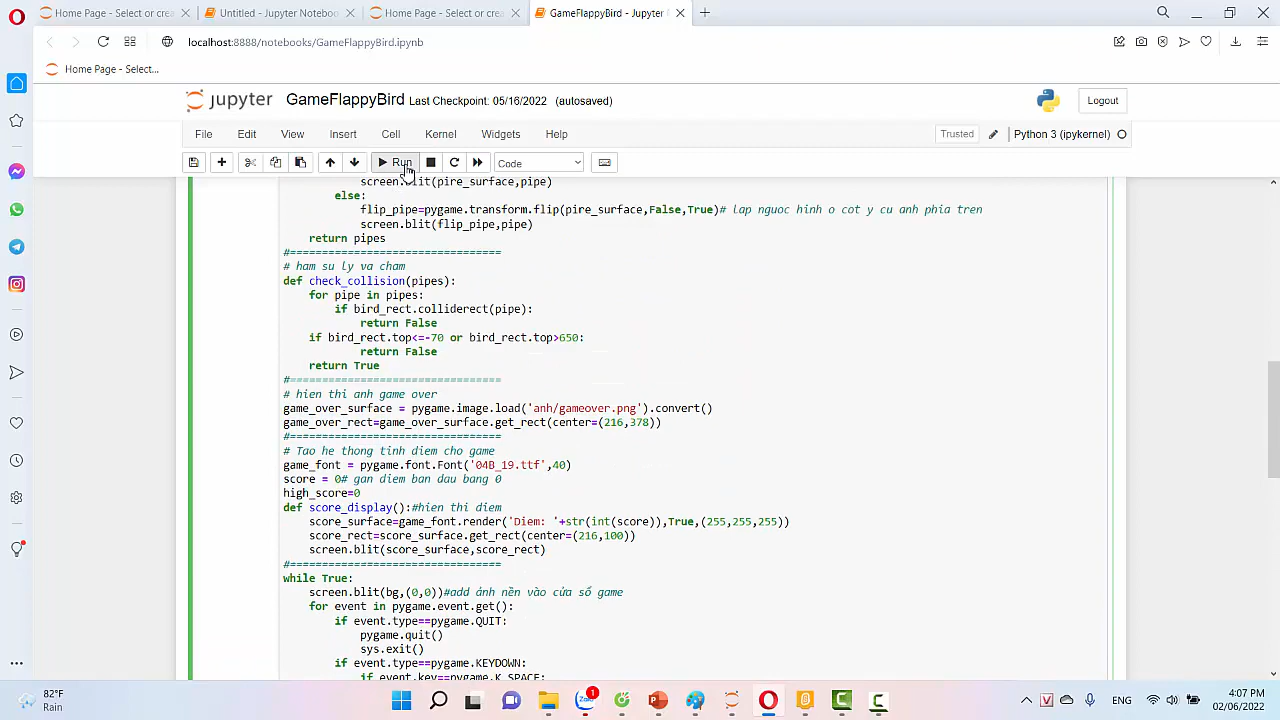 Home Page - Select or crea
Untitled - Jupyter Notebo
Home Page - Select or crea
GameFlappyBird - Jupyter
localhost:8888/notebooks/GameFlappyBird.ipynb
Home Page - Select...
jupyter GameFlappyBird Last Checkpoint: 05/16/2022 (autosaved)
Logout
File Edit View Insert Cell Kernel Widgets Help
Trusted
Python 3 (ipykernel)
Run
Code
screen.blit(pire_surface,pipe)
else:
flip_pipe=pygame.transform.flip(pire_surface,False,True)# lap nguoc hinh o cot y cu anh phia tren
screen.blit(flip_pipe,pipe)
return pipes
#=================================
# ham su ly va cham
def check_collision(pipes):
for pipe in pipes:
if bird_rect.colliderect(pipe):
return False
if bird_rect.top<=-70 or bird_rect.top>650:
return False
return True
#=================================
# hien thi anh game over
game_over_surface = pygame.image.load('anh/gameover.png').convert()
game_over_rect=game_over_surface.get_rect(center=(216,378))
#=================================
# Tao he thong tinh diem cho game
game_font = pygame.font.Font('04B_19.ttf',40)
score = 0# gan diem ban dau bang 0
high_score=0
def score_display():#hien thi diem
score_surface=game_font.render('Diem: '+str(int(score)),True,(255,255,255))
score_rect=score_surface.get_rect(center=(216,100))
screen.blit(score_surface,score_rect)
#=================================
while True:
screen.blit(bg,(0,0))#add ảnh nền vào cửa sổ game
for event in pygame.event.get():
if event.type==pygame.QUIT:
pygame.quit()
sys.exit()
if event.type==pygame.KEYDOWN:
if event.key==pygame.K_SPACE:
82°F
Rain
Zalo
1
ENG
4:07 PM
02/06/2022